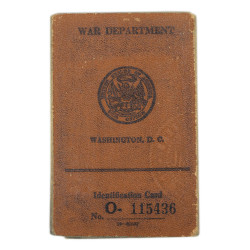 WAR DEPARTMENT
WASHINGTON, D. C.
Identification Card
No. O- 115436